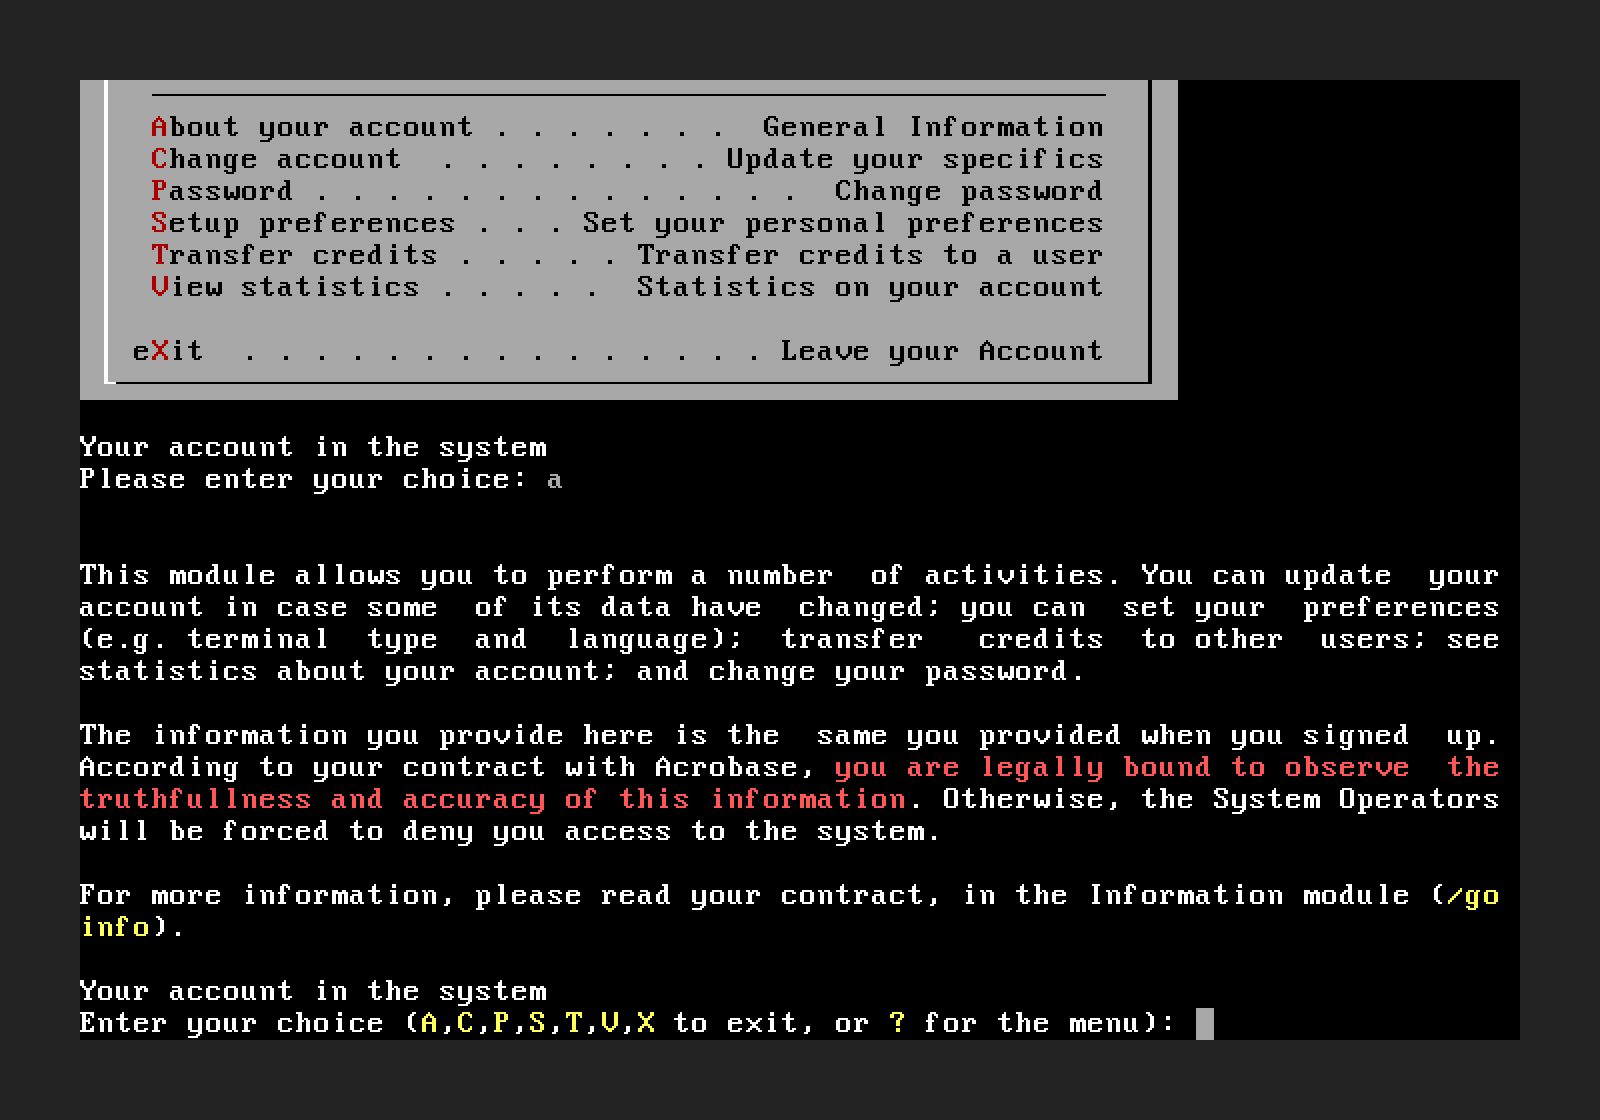 About your account . . . . . . .  General Information
Change account  . . . . . . . . Update your specifics
Password . . . . . . . . . . . . . .  Change password
Setup preferences . . . Set your personal preferences
Transfer credits . . . . . Transfer credits to a user
View statistics . . . . .  Statistics on your account
eXit  . . . . . . . . . . . . . . . Leave your Account
Your account in the system
Please enter your choice: a
This module allows you to perform a number  of activities. You can update  your
account in case some  of its data have  changed; you can  set your  preferences
(e.g. terminal  type  and  language);  transfer   credits  to other  users; see
statistics about your account; and change your password.
The information you provide here is the  same you provided when you signed  up.
According to your contract with Acrobase, you are legally bound to observe  the
truthfullness and accuracy of this information. Otherwise, the System Operators
will be forced to deny you access to the system.
For more information, please read your contract, in the Information module (/go
info).
Your account in the system
Enter your choice (A,C,P,S,T,V,X to exit, or ? for the menu):